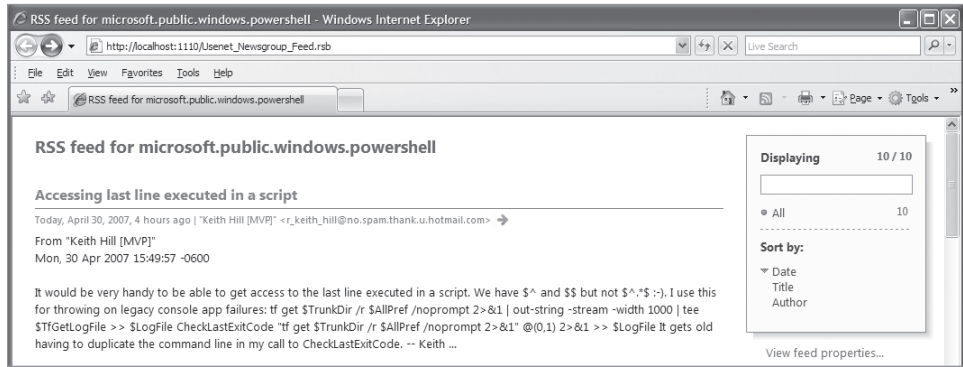 RSS feed for microsoft.public.windows.powershell - Windows Internet Explorer
http://localhost:1110/Usenet_Newsgroup_Feed.rsb
Live Search
File Edit View Favorites Tools Help
RSS feed for microsoft.public.windows.powershell
Page Tools
RSS feed for microsoft.public.windows.powershell
Accessing last line executed in a script
Today, April 30, 2007, 4 hours ago | "Keith Hill [MVP]" <r_keith_hill@no.spam.thank.u.hotmail.com>
From "Keith Hill [MVP]"
Mon, 30 Apr 2007 15:49:57 -0600
It would be very handy to be able to get access to the last line executed in a script. We have $^ and $$ but not $^.*$ :-). I use this
for throwing on legacy console app failures: tf get $TrunkDir /r $AllPref /noprompt 2>&1 | out-string -stream -width 1000 | tee
$TfGetLogFile >> $LogFile CheckLastExitCode "tf get $TrunkDir /r $AllPref /noprompt 2>&1" @(0,1) 2>&1 >> $LogFile It gets old
having to duplicate the command line in my call to CheckLastExitCode. -- Keith ...
Displaying 10 / 10
All 10
Sort by:
Date
Title
Author
View feed properties...